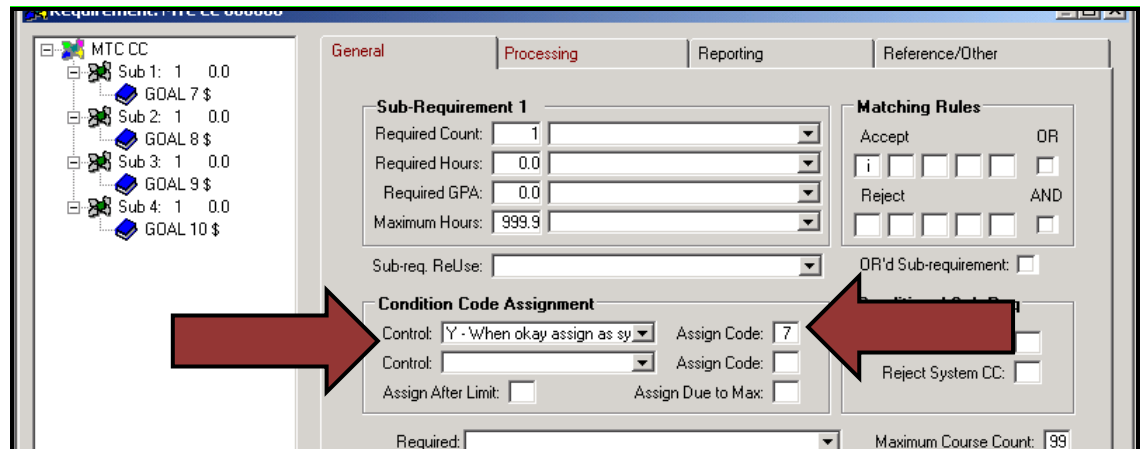 MTC CC
Sub 1: 1 0.0
GOAL 7 $
Sub 2: 1 0.0
GOAL 8 $
Sub 3: 1 0.0
GOAL 9 $
Sub 4: 1 0.0
GOAL 10 $
General Processing Reporting Reference/Other
Sub-Requirement 1
Required Count: 1
Required Hours: 0.0
Required GPA: 0.0
Maximum Hours: 999.9
Sub-req. ReUse:
Matching Rules
Accept OR
i
Reject AND
OR'd Sub-requirement:
Condition Code Assignment
Control: Y - When okay assign as sy Assign Code: 7
Control: Assign Code:
Assign After Limit: Assign Due to Max:
Reject System CC:
Required: Maximum Course Count: 99